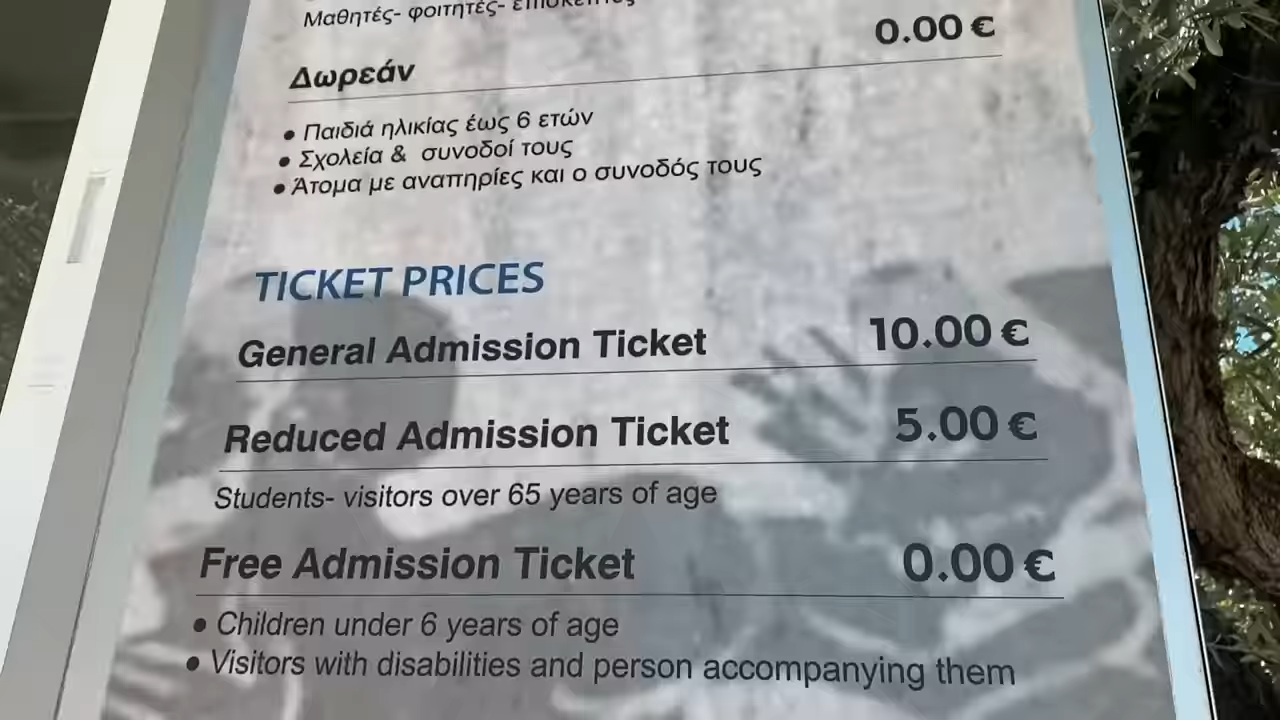 Μαθητές- φοιτητές-
Δωρεάν 0.00 €
• Παιδιά ηλικίας έως 6 ετών
• Σχολεία & συνοδοί τους
• Άτομα με αναπηρίες και ο συνοδός τους
TICKET PRICES
General Admission Ticket 10.00 €
Reduced Admission Ticket 5.00 €
Students- visitors over 65 years of age
Free Admission Ticket 0.00 €
• Children under 6 years of age
• Visitors with disabilities and person accompanying them